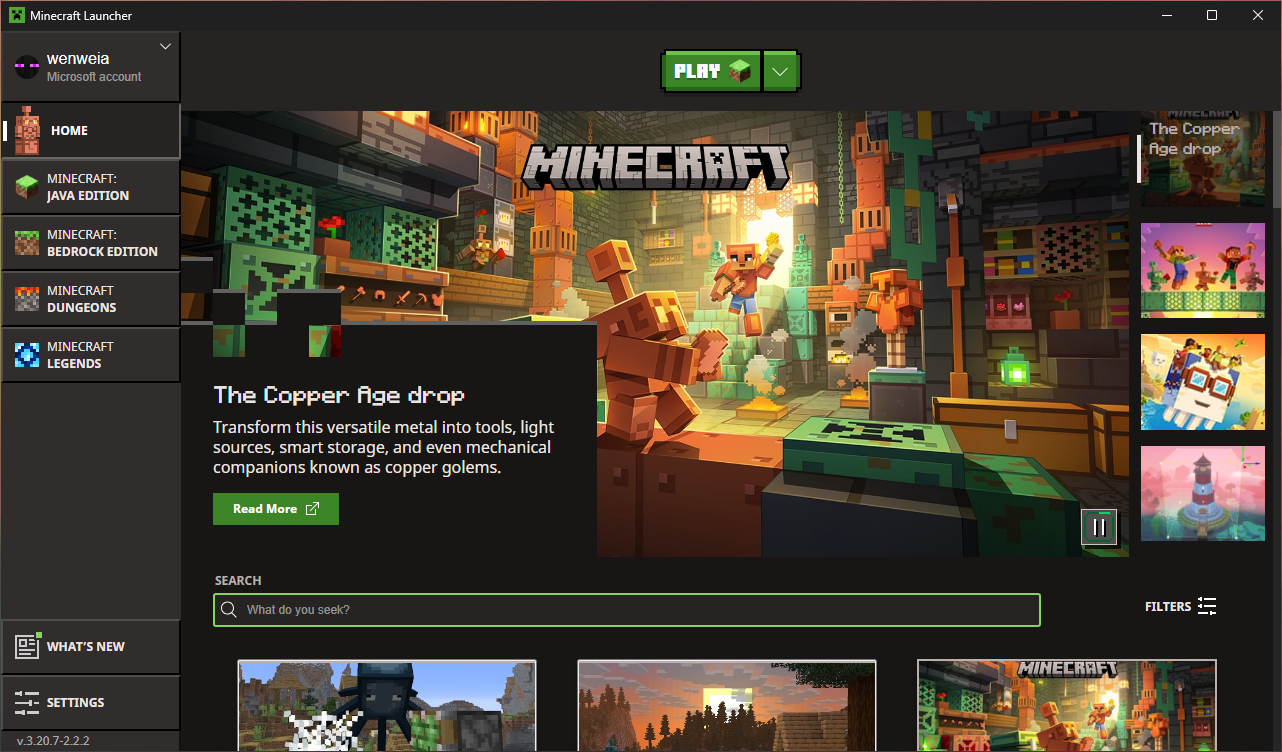 Minecraft Launcher
wenweia
Microsoft account
PLAY
HOME
MINECRAFT:
JAVA EDITION
MINECRAFT:
BEDROCK EDITION
MINECRAFT
DUNGEONS
MINECRAFT
LEGENDS
WHAT'S NEW
SETTINGS
v.3.20.7-2.2.2
MINECRAFT
The Copper Age drop
Transform this versatile metal into tools, light
sources, smart storage, and even mechanical
companions known as copper golems.
Read More
MINECRAFT
The Copper
Age drop
SEARCH
What do you seek?
FILTERS
MINECRAFT